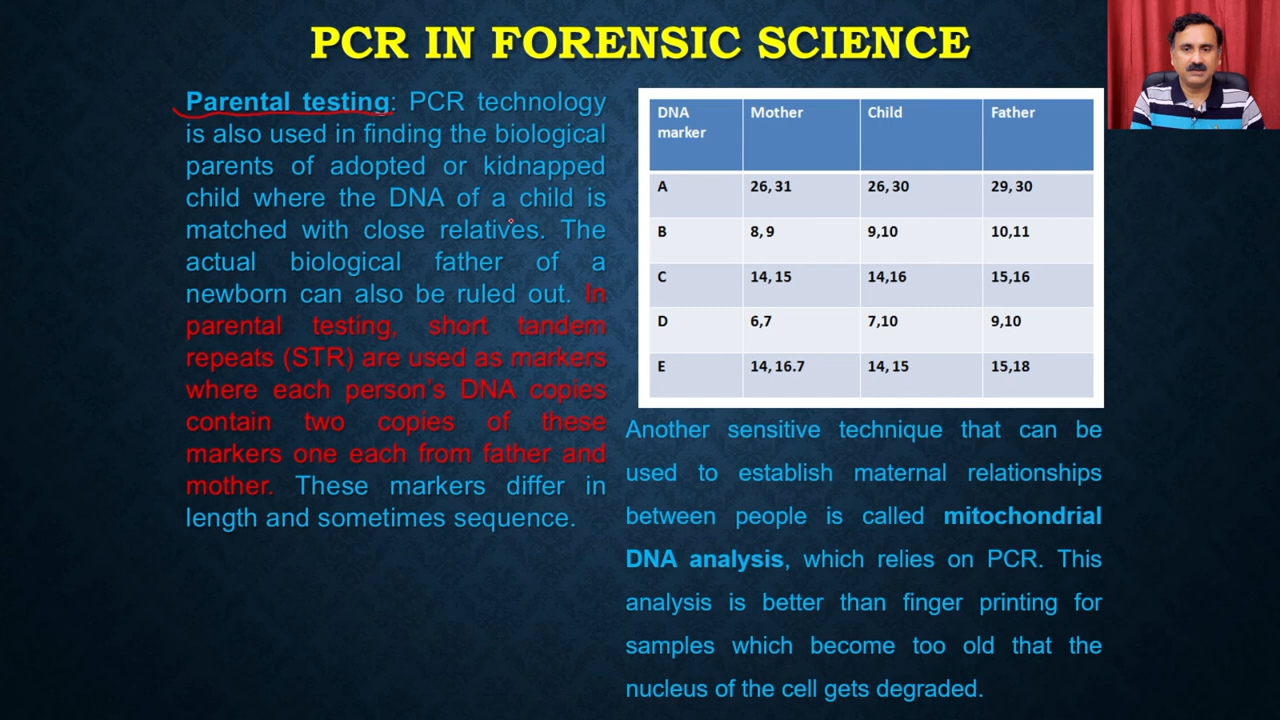 PCR IN FORENSIC SCIENCE
Parental testing: PCR technology
is also used in finding the biological
parents of adopted or kidnapped
child where the DNA of a child is
matched with close relatives. The
actual biological father of a
newborn can also be ruled out. In
parental testing, short tandem
repeats (STR) are used as markers
where each person's DNA copies
contain two copies of these
markers one each from father and
mother. These markers differ in
length and sometimes sequence.
DNA marker Mother Child Father
A 26, 31 26, 30 29, 30
B 8, 9 9,10 10,11
C 14, 15 14,16 15,16
D 6,7 7,10 9,10
E 14, 16.7 14, 15 15,18
Another sensitive technique that can be
used to establish maternal relationships
between people is called mitochondrial
DNA analysis, which relies on PCR. This
analysis is better than finger printing for
samples which become too old that the
nucleus of the cell gets degraded.